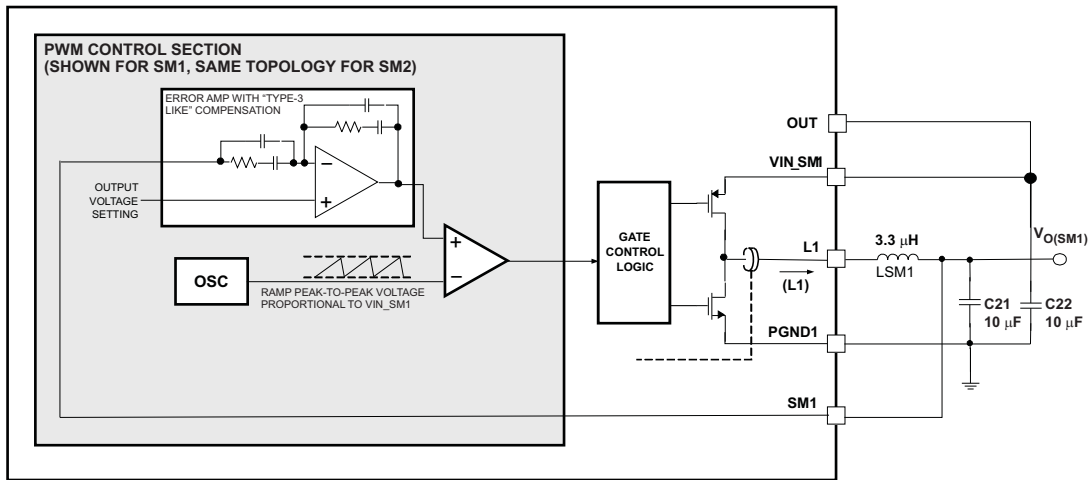 PWM CONTROL SECTION
(SHOWN FOR SM1, SAME TOPOLOGY FOR SM2)
ERROR AMP WITH “TYPE-3
LIKE” COMPENSATION
OUTPUT
VOLTAGE
SETTING
−
+
OSC
RAMP PEAK-TO-PEAK VOLTAGE
PROPORTIONAL TO VIN_SM1
+
−
GATE
CONTROL
LOGIC
OUT
VIN_SM1
L1
(L1)
PGND1
SM1
3.3 μH
LSM1
VO(SM1)
C21
10 μF
C22
10 μF